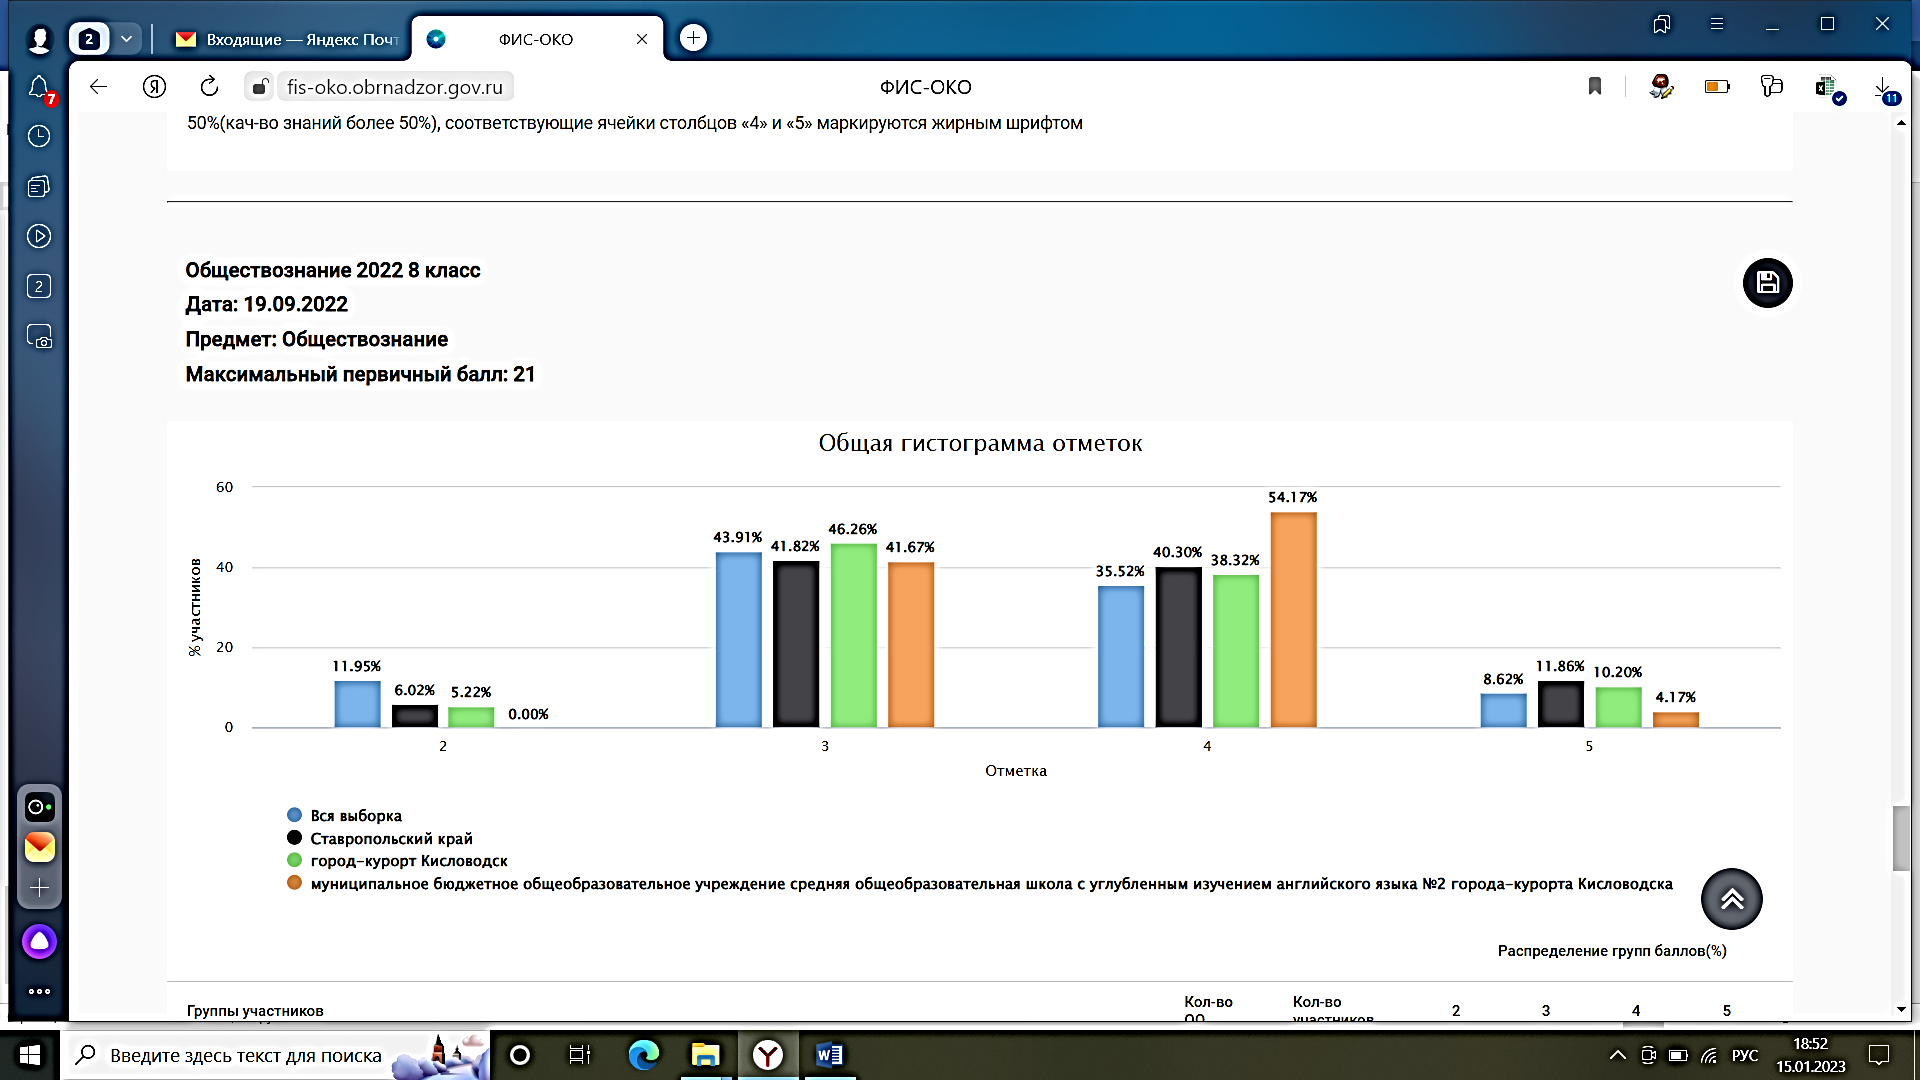 2
Входящие — Яндекс Почт
ФИС-ОКО
7
fis-oko.obrnadzor.gov.ru
ФИС-ОКО
11
50%(кач-во знаний более 50%), соответствующие ячейки столбцов «4» и «5» маркируются жирным шрифтом
2
Обществознание 2022 8 класс
Дата: 19.09.2022
Предмет: Обществознание
Максимальный первичный балл: 21
Общая гистограмма отметок
% участников
60
40
20
0
11.95%
6.02%
5.22%
0.00%
43.91%
41.82%
46.26%
41.67%
35.52%
40.30%
38.32%
54.17%
8.62%
11.86%
10.20%
4.17%
2
3
4
5
Отметка
Вся выборка
Ставропольский край
город-курорт Кисловодск
муниципальное бюджетное общеобразовательное учреждение средняя общеобразовательная школа с углубленным изучением английского языка №2 города-курорта Кисловодска
Распределение групп баллов(%)
Группы участников
Кол-во ОО
Кол-во участников
2
3
4
5
Введите здесь текст для поиска
РУС
18:52
15.01.2023